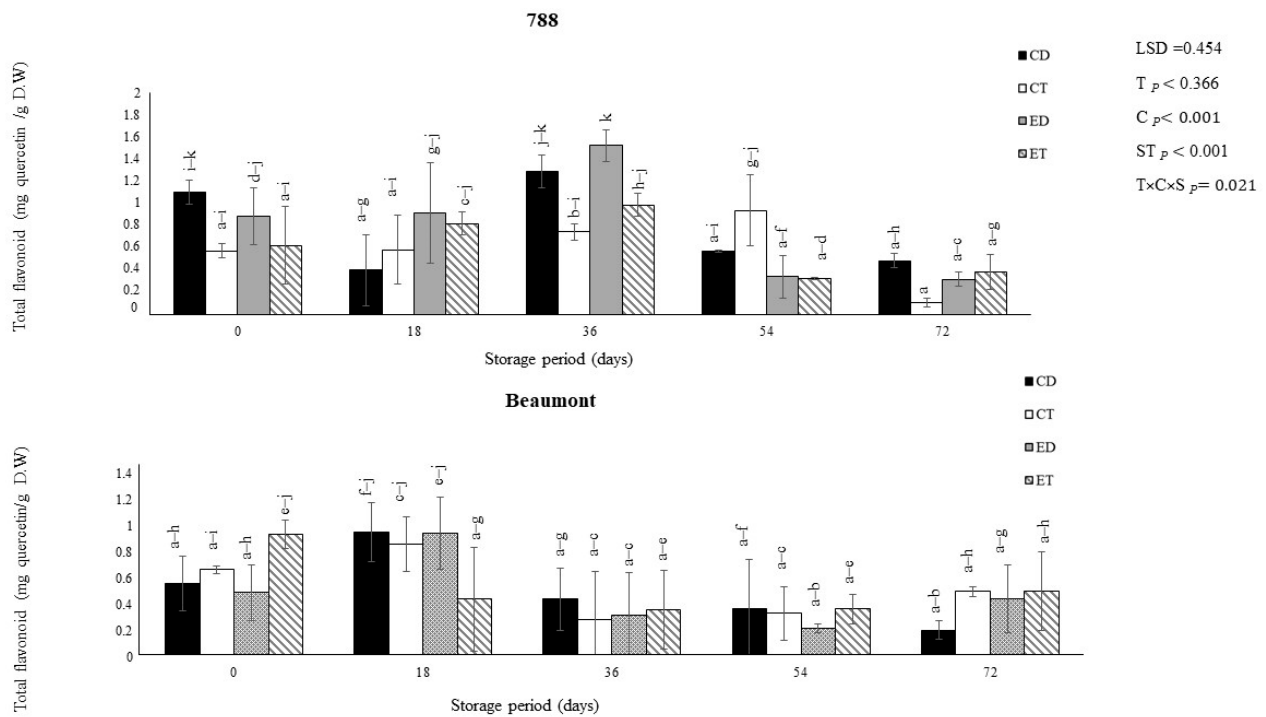 788
CD
CT
ED
ET
LSD =0.454
T P < 0.366
C P< 0.001
ST P < 0.001
T×C×S P= 0.021
Total flavonoid (mg quercetin /g D.W)
2
1.8
1.6
1.4
1.2
1
0.8
0.6
0.4
0.2
0
i–k
a–i
d–j
a–i
a–g
a–i
g–j
c–j
j–k
b–i
k
h–j
a–i
g–j
a–f
a–d
a–h
a
a–c
a–g
0 18 36 54 72
Storage period (days)
Beaumont
CD
CT
ED
ET
Total flavonoid (mg quercetin/g D.W)
1.4
1.2
1
0.8
0.6
0.4
0.2
0
a–h
a–i
a–h
e–j
f–j
c–j
e–j
a–g
a–g
a–c
a–c
a–e
a–f
a–c
a–b
a–e
a–b
a–h
a–g
a–h
0 18 36 54 72
Storage period (days)